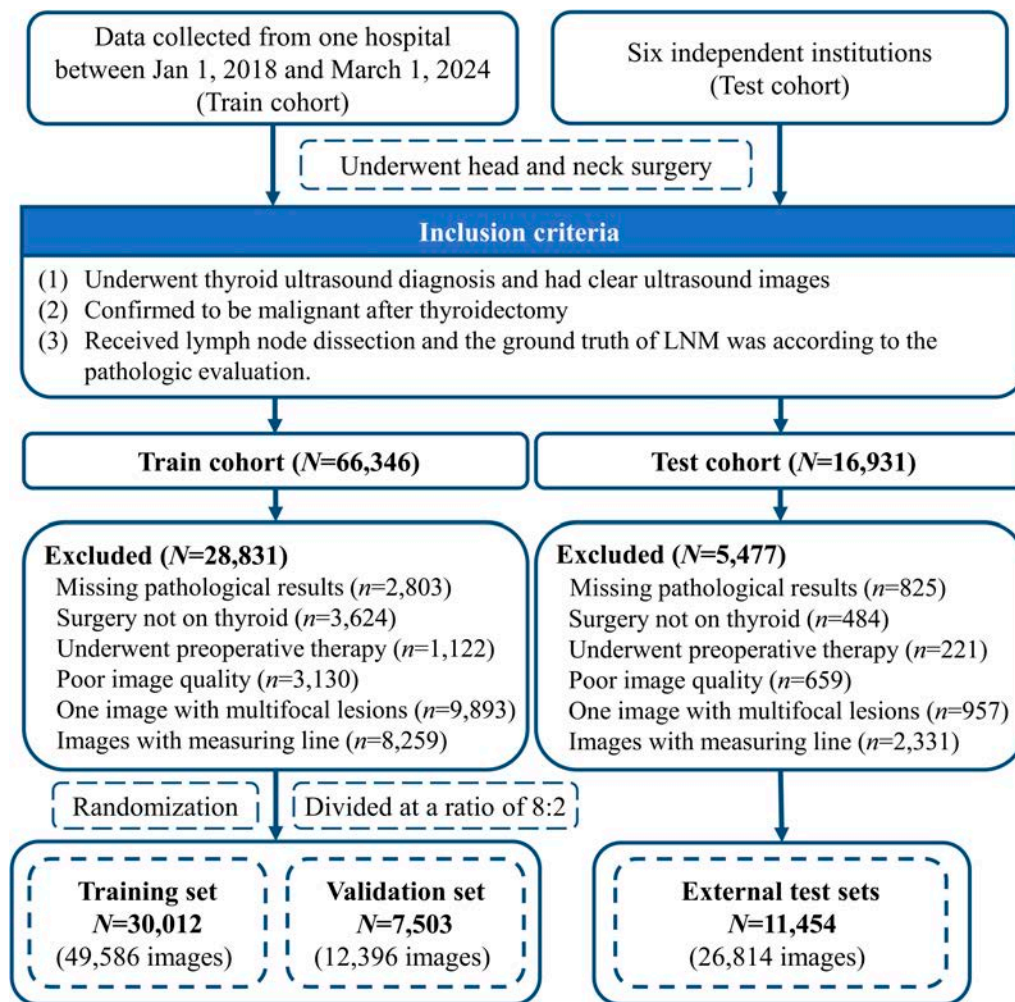 Data collected from one hospital
between Jan 1, 2018 and March 1, 2024
(Train cohort)
Six independent institutions
(Test cohort)
Underwent head and neck surgery
Inclusion criteria
(1) Underwent thyroid ultrasound diagnosis and had clear ultrasound images
(2) Confirmed to be malignant after thyroidectomy
(3) Received lymph node dissection and the ground truth of LNM was according to the
pathologic evaluation.
Train cohort (N=66,346)
Test cohort (N=16,931)
Excluded (N=28,831)
Missing pathological results (n=2,803)
Surgery not on thyroid (n=3,624)
Underwent preoperative therapy (n=1,122)
Poor image quality (n=3,130)
One image with multifocal lesions (n=9,893)
Images with measuring line (n=8,259)
Excluded (N=5,477)
Missing pathological results (n=825)
Surgery not on thyroid (n=484)
Underwent preoperative therapy (n=221)
Poor image quality (n=659)
One image with multifocal lesions (n=957)
Images with measuring line (n=2,331)
Randomization
Divided at a ratio of 8:2
Training set
N=30,012
(49,586 images)
Validation set
N=7,503
(12,396 images)
External test sets
N=11,454
(26,814 images)